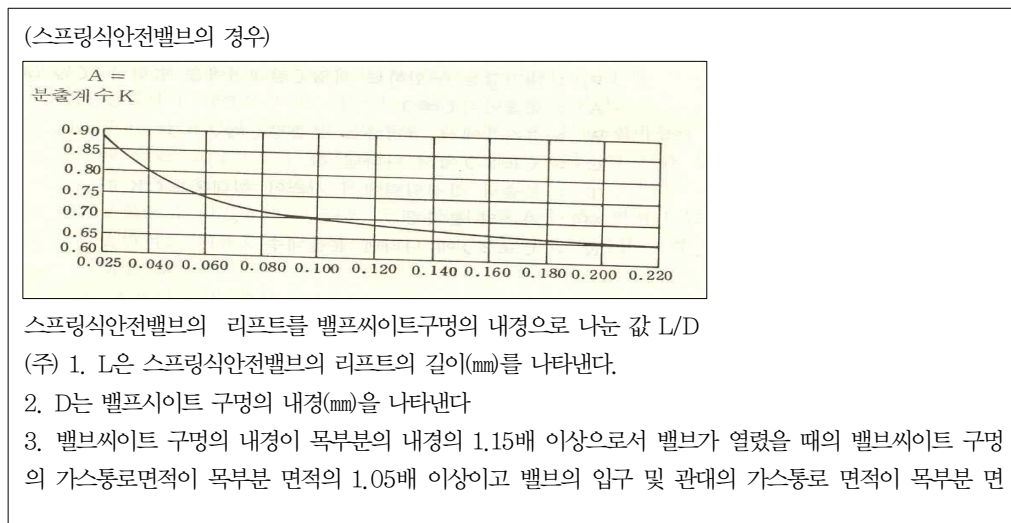 (스프링식안전밸브의 경우)
A =
분출계수 K
0.90
0.85
0.80
0.75
0.70
0.65
0.60
0.025 0.040 0.060 0.080 0.100 0.120 0.140 0.160 0.180 0.200 0.220
스프링식안전밸브의 리프트를 밸프씨이트구멍의 내경으로 나눈 값 L/D
(주) 1. L은 스프링식안전밸브의 리프트의 길이(㎜)를 나타낸다.
2. D는 밸프시이트 구멍의 내경(㎜)을 나타낸다
3. 밸브씨이트 구멍의 내경이 목부분의 내경의 1.15배 이상으로서 밸브가 열렸을 때의 밸브씨이트 구멍
의 가스통로면적이 목부분 면적의 1.05배 이상이고 밸브의 입구 및 관대의 가스통로 면적이 목부분 면